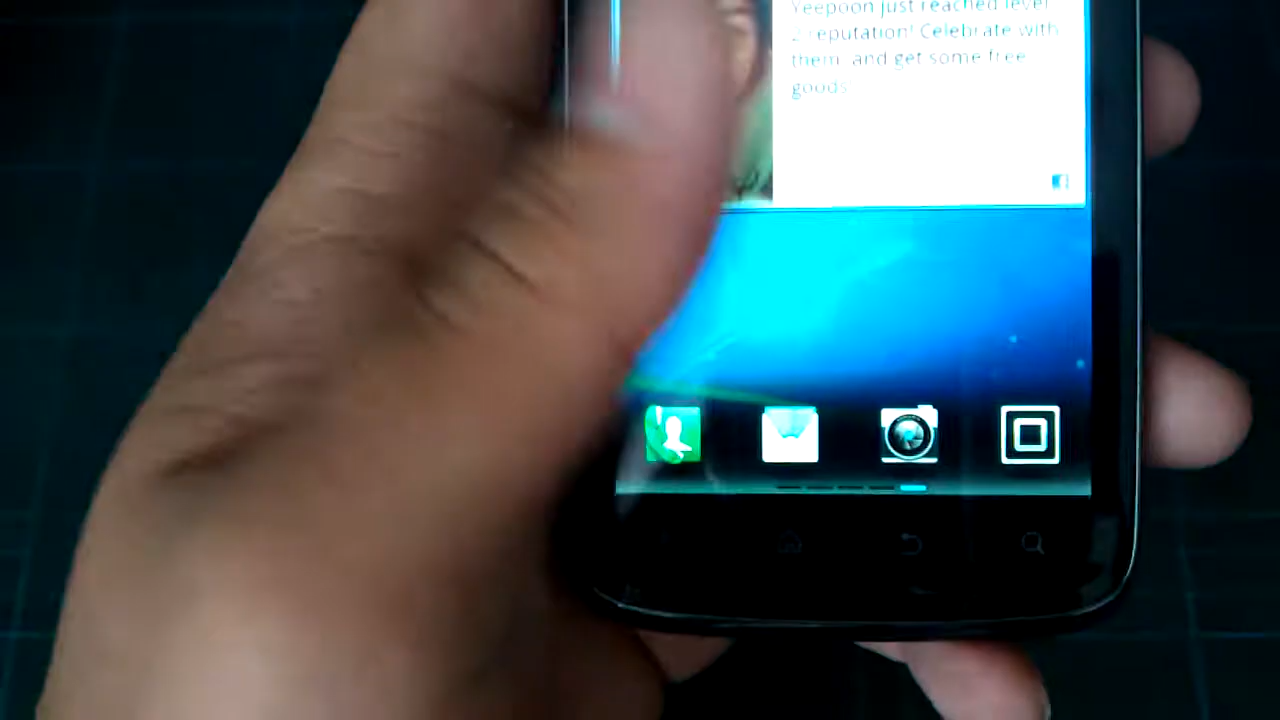 Yeepoon just reached level
2 reputation! Celebrate with
them, and get some free
goods.